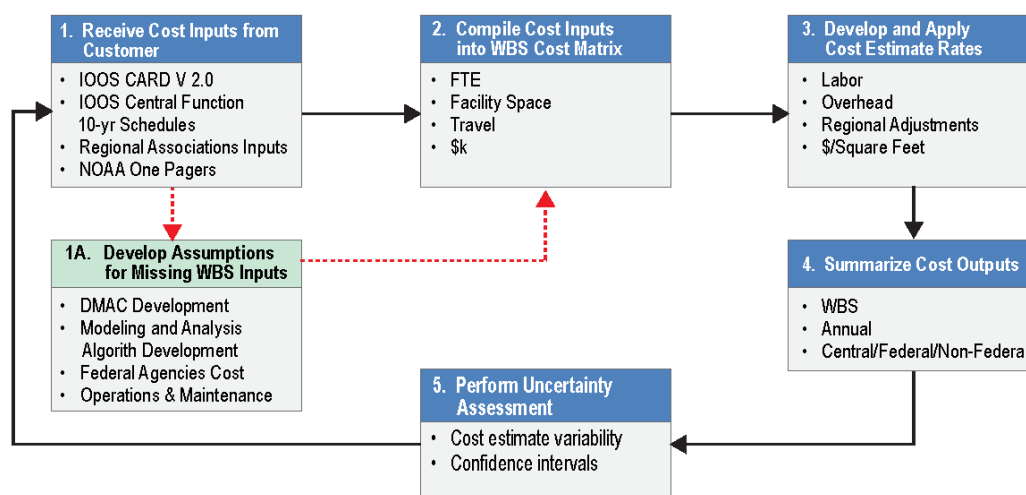 1. Receive Cost Inputs from
Customer
• IOOS CARD V 2.0
• IOOS Central Function
10-yr Schedules
• Regional Associations Inputs
• NOAA One Pagers
2. Compile Cost Inputs
into WBS Cost Matrix
• FTE
• Facility Space
• Travel
• $k
3. Develop and Apply
Cost Estimate Rates
• Labor
• Overhead
• Regional Adjustments
• $/Square Feet
1A. Develop Assumptions
for Missing WBS Inputs
• DMAC Development
• Modeling and Analysis
Algorith Development
• Federal Agencies Cost
• Operations & Maintenance
4. Summarize Cost Outputs
• WBS
• Annual
• Central/Federal/Non-Federa
5. Perform Uncertainty
Assessment
• Cost estimate variability
• Confidence intervals